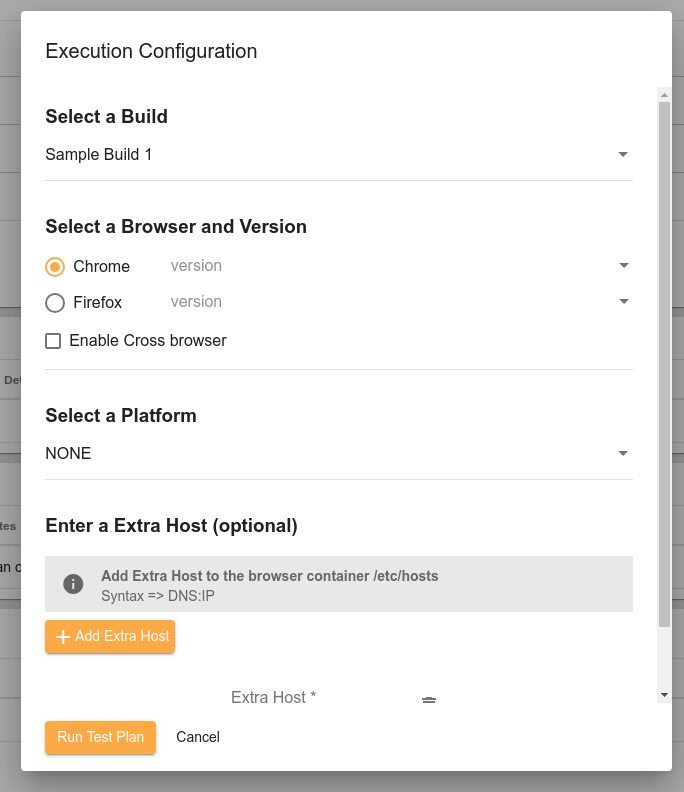 Execution Configuration
Select a Build
Sample Build 1
Select a Browser and Version
Chrome version
Firefox version
Enable Cross browser
Det
Select a Platform
NONE
Enter a Extra Host (optional)
tes
an o
Add Extra Host to the browser container /etc/hosts
Syntax => DNS:IP
Add Extra Host
Extra Host *
Run Test Plan Cancel